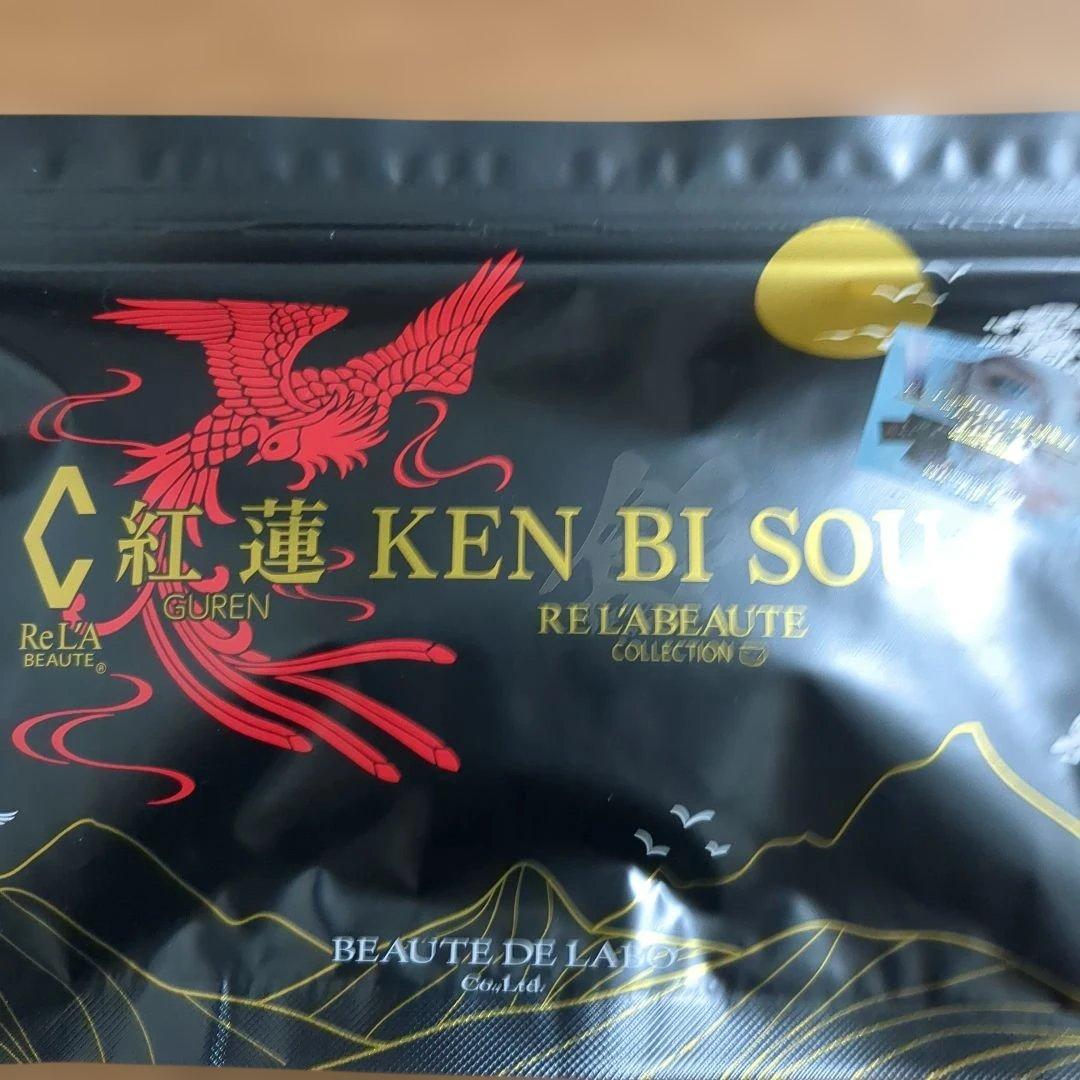 紅蓮 KEN BI SOU
GUREN
ReL'A
BEAUTE®
RE L'ABEAUTE
COLLECTION
BEAUTE DE LABO
Co.,Ltd.